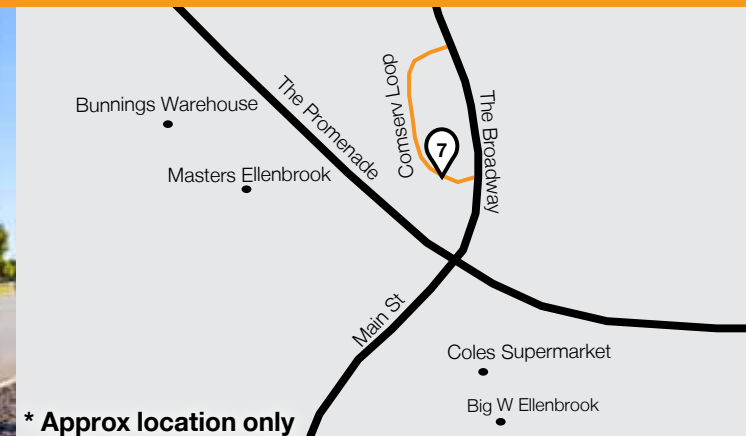 Bunnings Warehouse
Masters Ellenbrook
The Promenade
Comserv Loop
7
The Broadway
Main St
Coles Supermarket
Big W Ellenbrook
* Approx location only